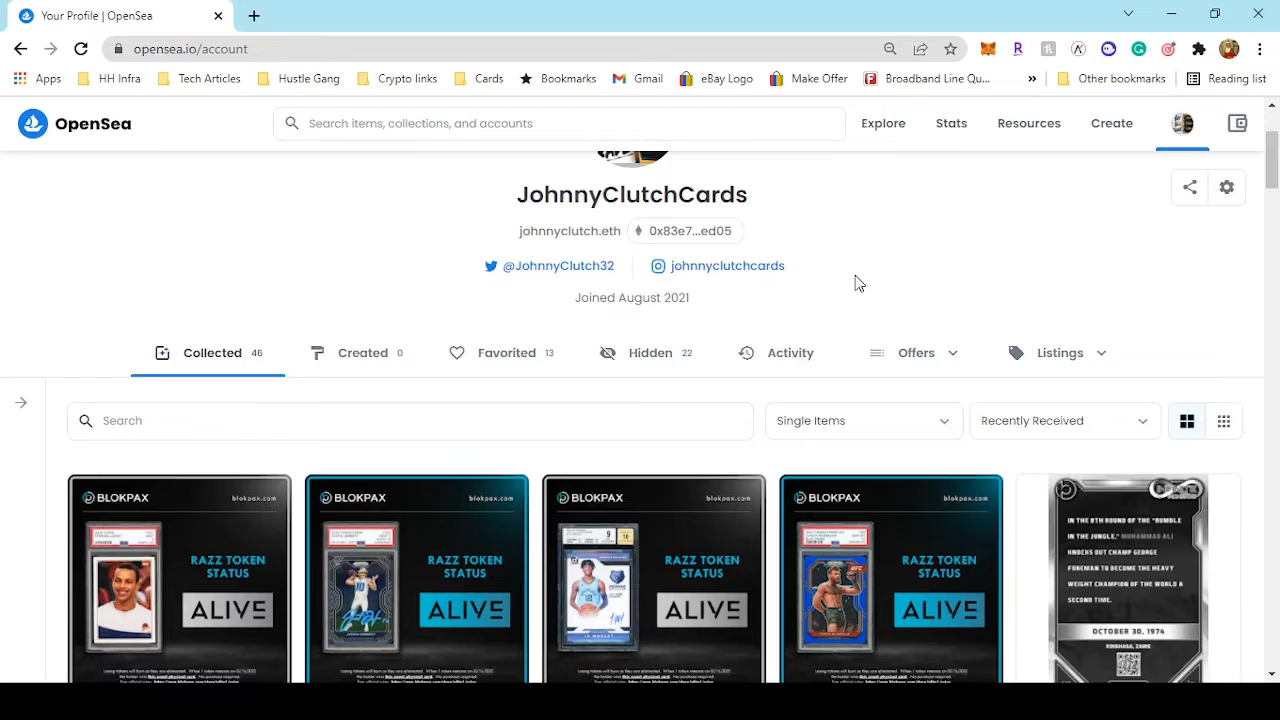 Your Profile | OpenSea
opensea.io/account
Apps HH Infra Tech Articles Hustle Gang Crypto links Cards Bookmarks Gmail eBay Logo Make Offer Broadband Line Qu... » Other bookmarks Reading list
OpenSea Search items, collections, and accounts Explore Stats Resources Create
JohnnyClutchCards
johnnyclutch.eth 0x83e7...ed05
@JohnnyClutch32 johnnyclutchcards
Joined August 2021
Collected 46 Created 0 Favorited 13 Hidden 22 Activity Offers Listings
Search Single Items Recently Received
BLOKPAX blokpax.com
RAZZ TOKEN
STATUS
ALIVE
BLOKPAX blokpax.com
RAZZ TOKEN
STATUS
ALIVE
BLOKPAX blokpax.com
RAZZ TOKEN
STATUS
ALIVE
BLOKPAX blokpax.com
RAZZ TOKEN
STATUS
ALIVE
IN THE 8TH ROUND OF THE "RUMBLE
IN THE JUNGLE," MUHAMMAD ALI
KNOCKS OUT CHAMP GEORGE
FOREMAN TO BECOME THE HEAVY
WEIGHT CHAMPION OF THE WORLD A
SECOND TIME.
OCTOBER 30, 1974
KINSHASA, ZAIRE